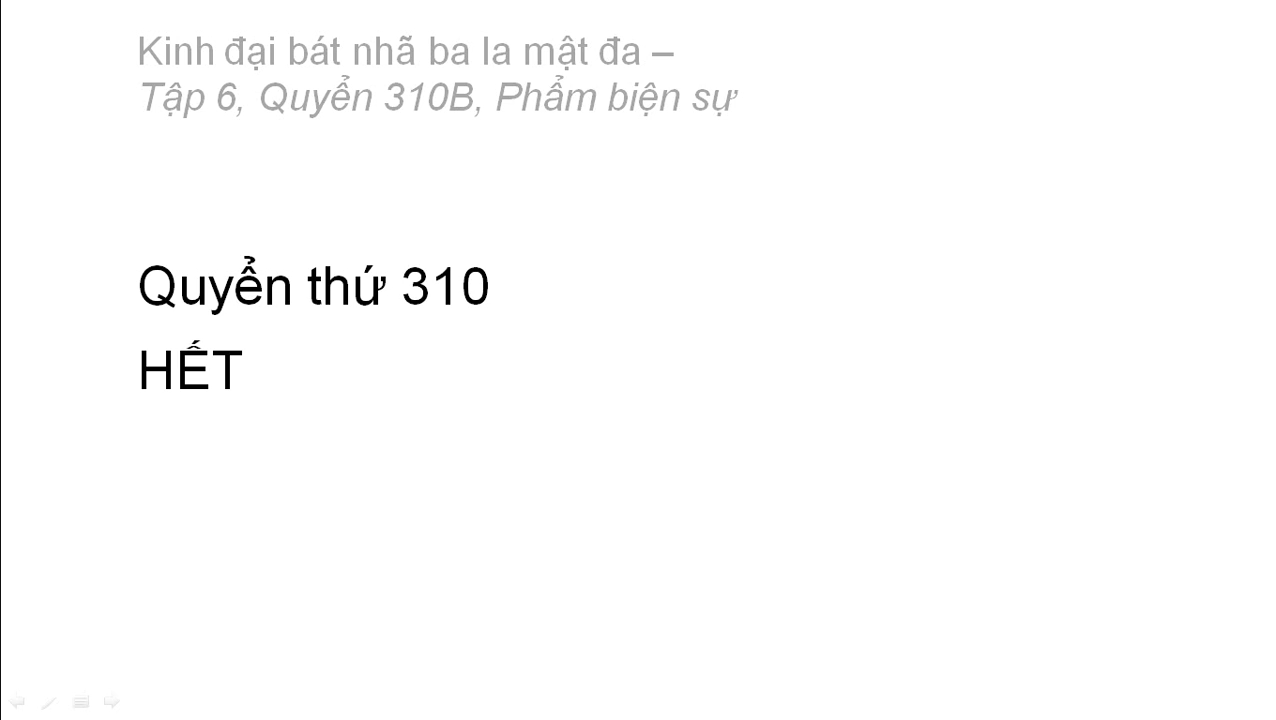 Kinh đại bát nhã ba la mật đa –
Tập 6, Quyển 310B, Phẩm biện sự
Quyển thứ 310
HẾT